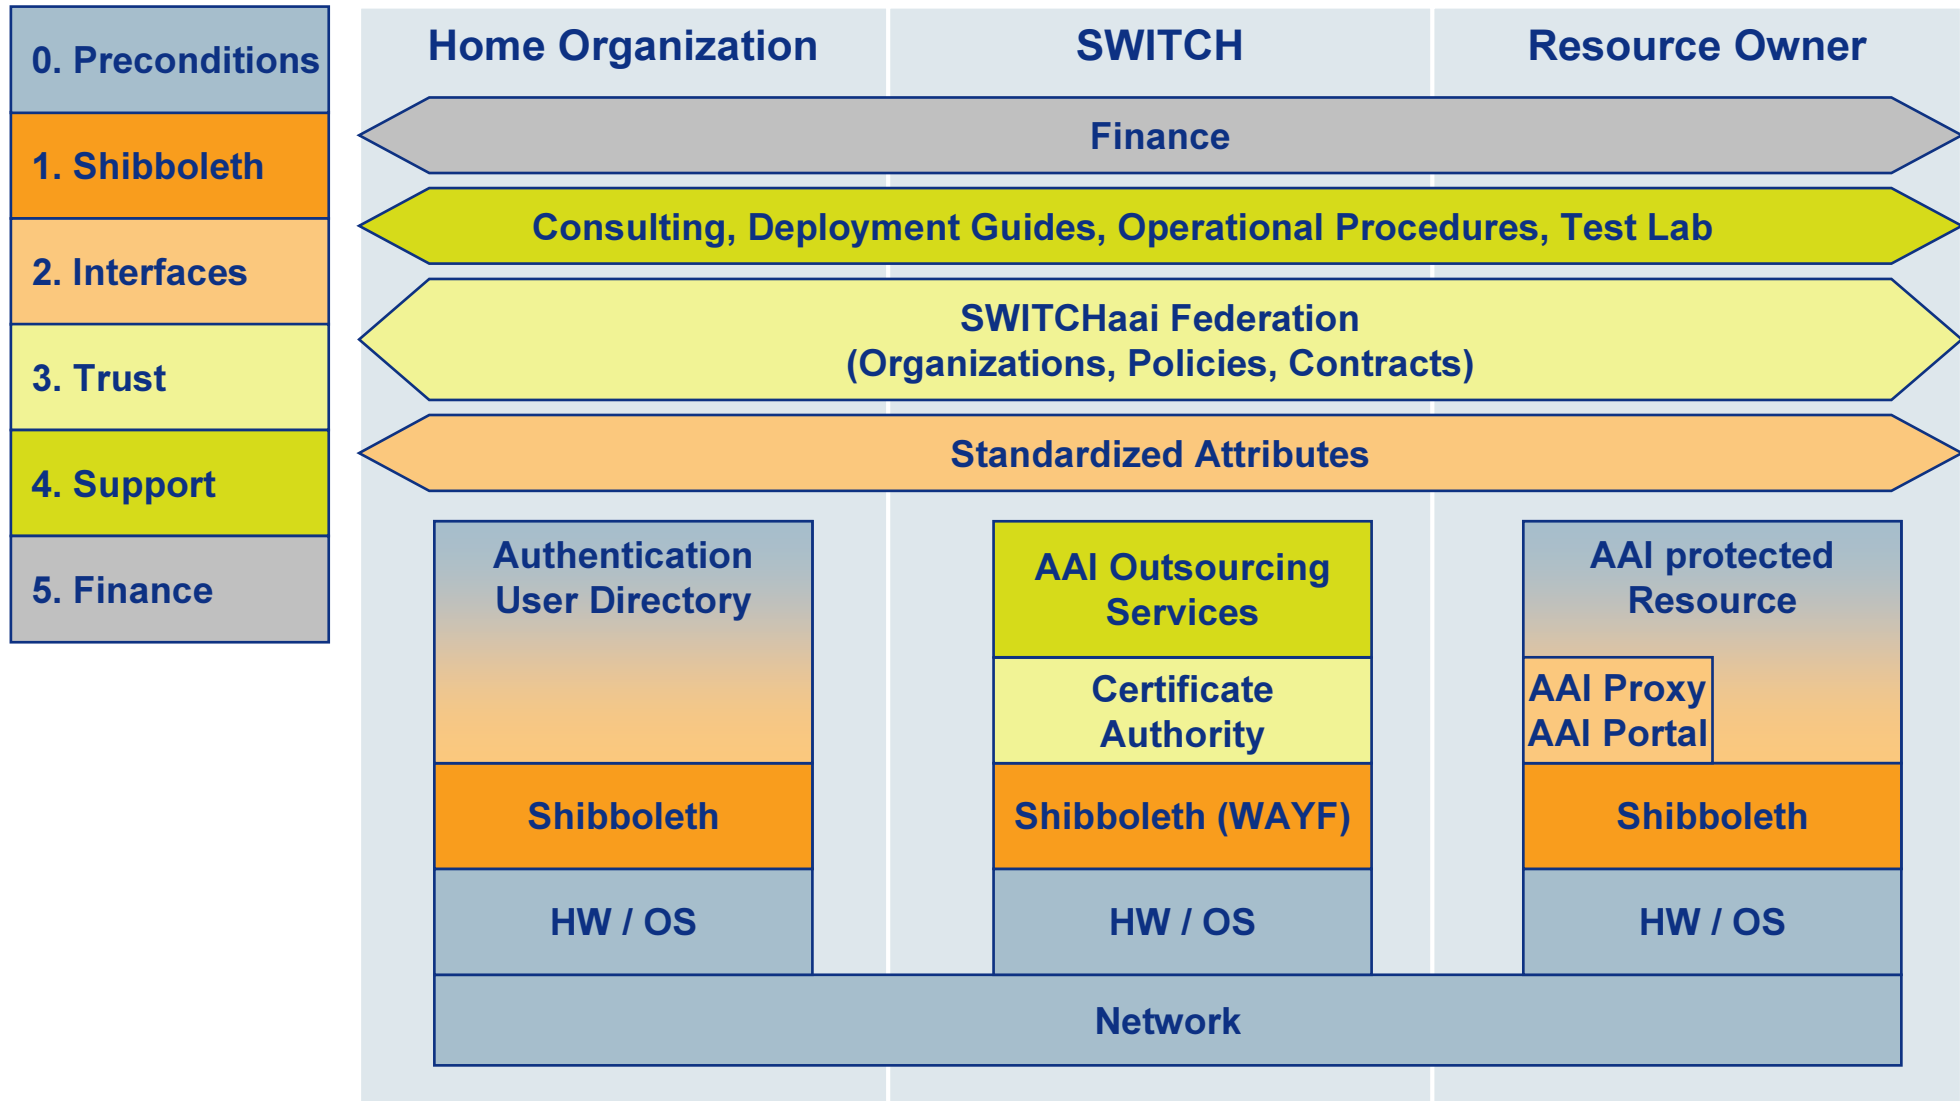 0. Preconditions
1. Shibboleth
2. Interfaces
3. Trust
4. Support
5. Finance
Home Organization
SWITCH
Resource Owner
Finance
Consulting, Deployment Guides, Operational Procedures, Test Lab
SWITCHaai Federation
(Organizations, Policies, Contracts)
Standardized Attributes
Authentication
User Directory
Shibboleth
HW / OS
AAI Outsourcing
Services
Certificate
Authority
Shibboleth (WAYF)
HW / OS
AAI protected
Resource
AAI Proxy
AAI Portal
Shibboleth
HW / OS
Network